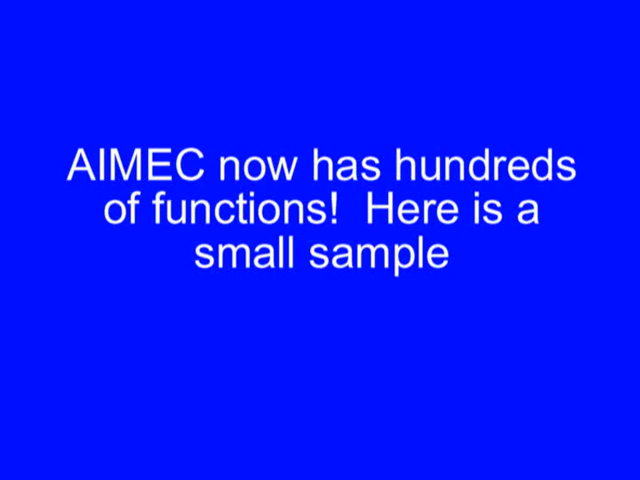 AIMEC now has hundreds
of functions!  Here is a
small sample